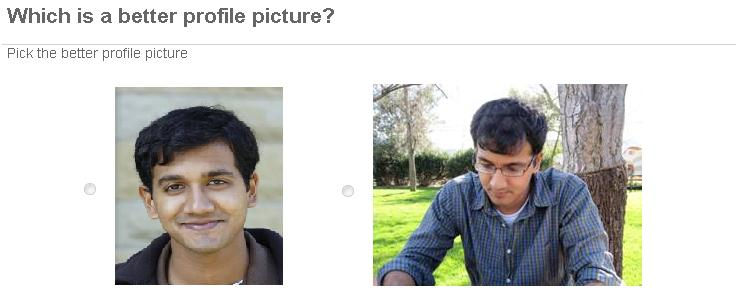 Which is a better profile picture?
Pick the better profile picture